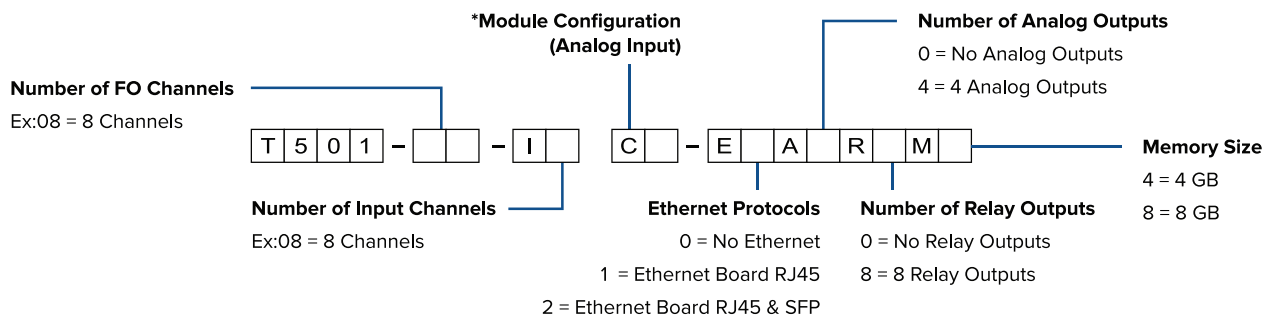 *Module Configuration
(Analog Input)
Number of Analog Outputs
0 = No Analog Outputs
4 = 4 Analog Outputs
Number of FO Channels
Ex:08 = 8 Channels
T501-  -I  C  -E A R M
Memory Size
4 = 4 GB
8 = 8 GB
Number of Input Channels
Ex:08 = 8 Channels
Ethernet Protocols
0 = No Ethernet
1 = Ethernet Board RJ45
2 = Ethernet Board RJ45 & SFP
Number of Relay Outputs
0 = No Relay Outputs
8 = 8 Relay Outputs